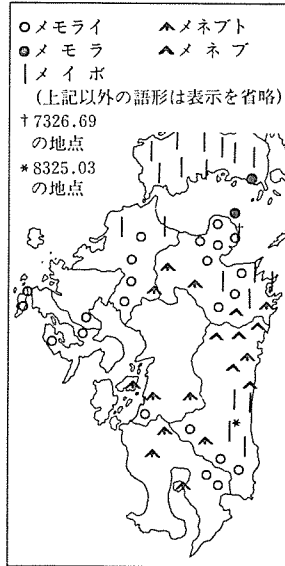 ○メモライ ∧メネブト
●メモラ ∧メネブ
｜メイボ
(上記以外の語形は表示を省略)
†7326.69
の地点
*8325.03
の地点
†
*